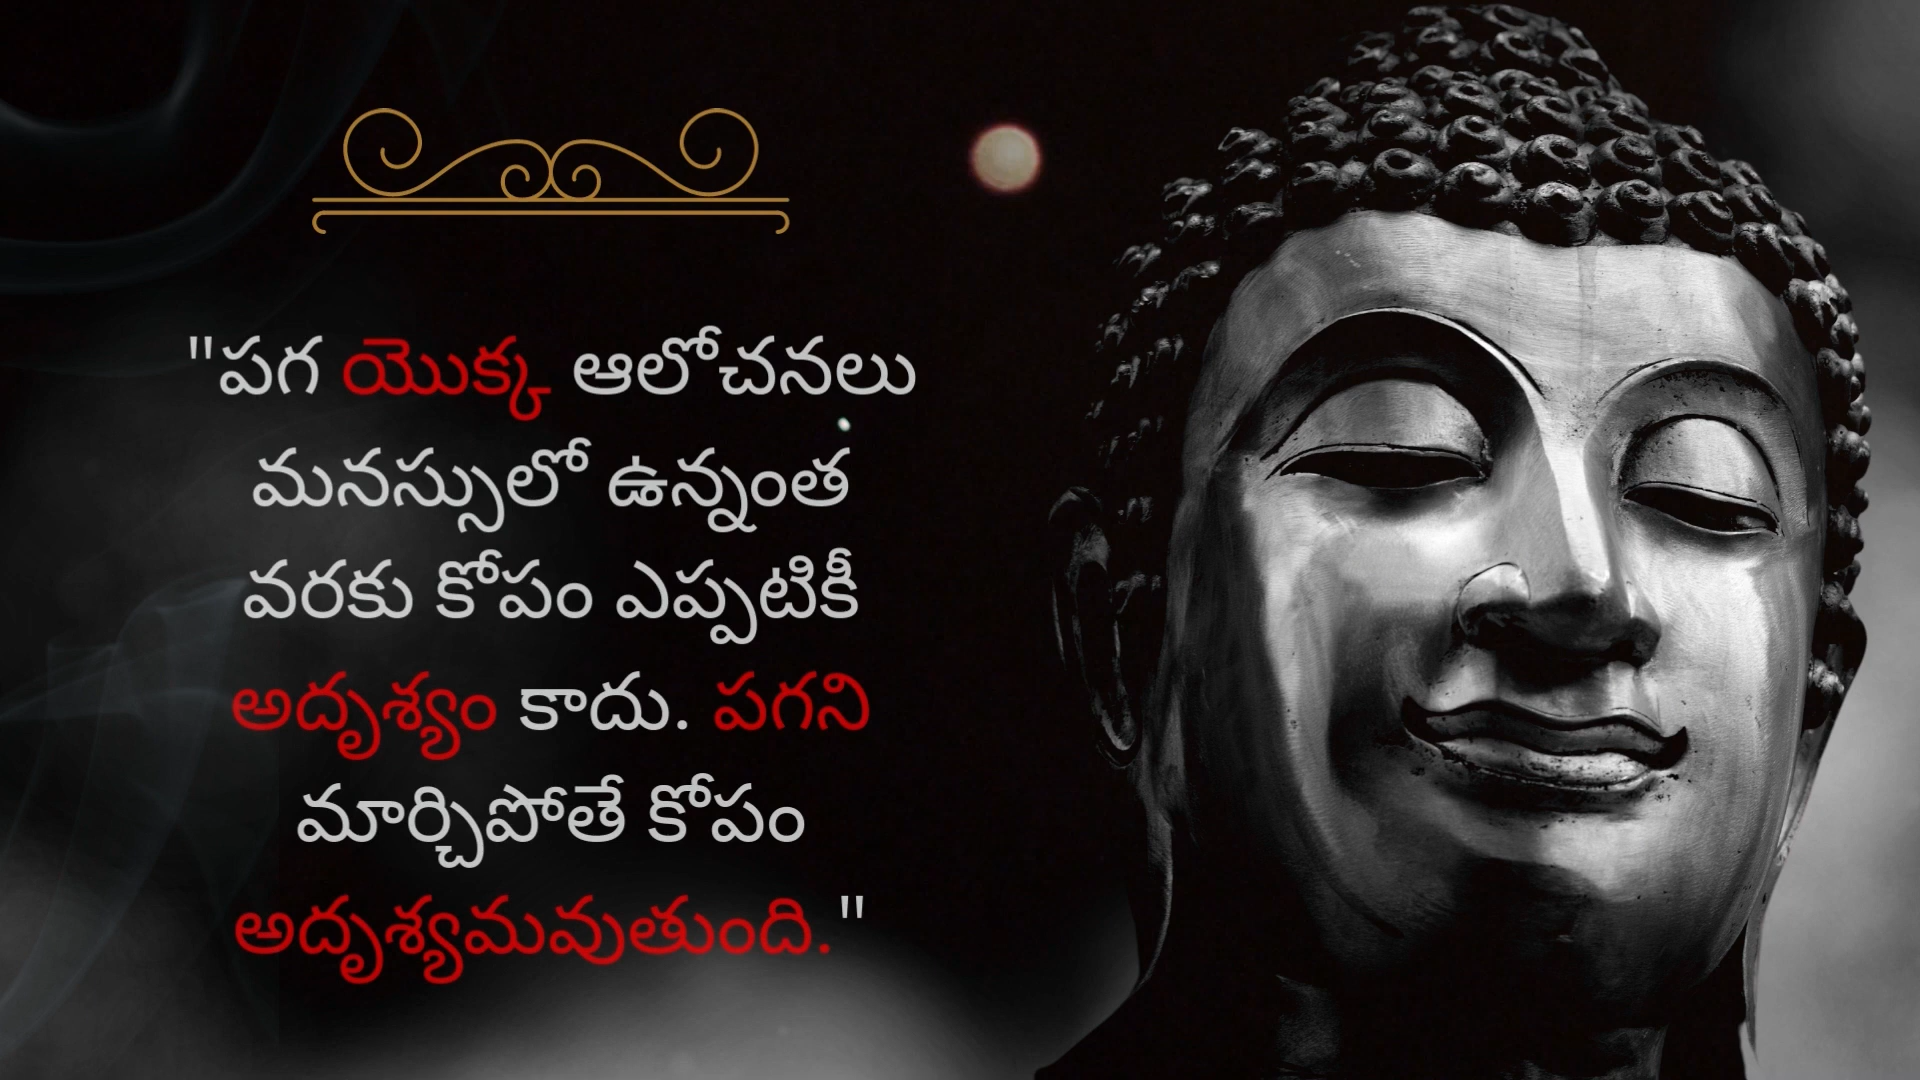 "పగ యొక్క ఆలోచనలు
మనస్సులో ఉన్నంత
వరకు కోపం ఎప్పటికీ
అదృశ్యం కాదు. పగని
మార్చిపోతే కోపం
అదృశ్యమవుతుంది."